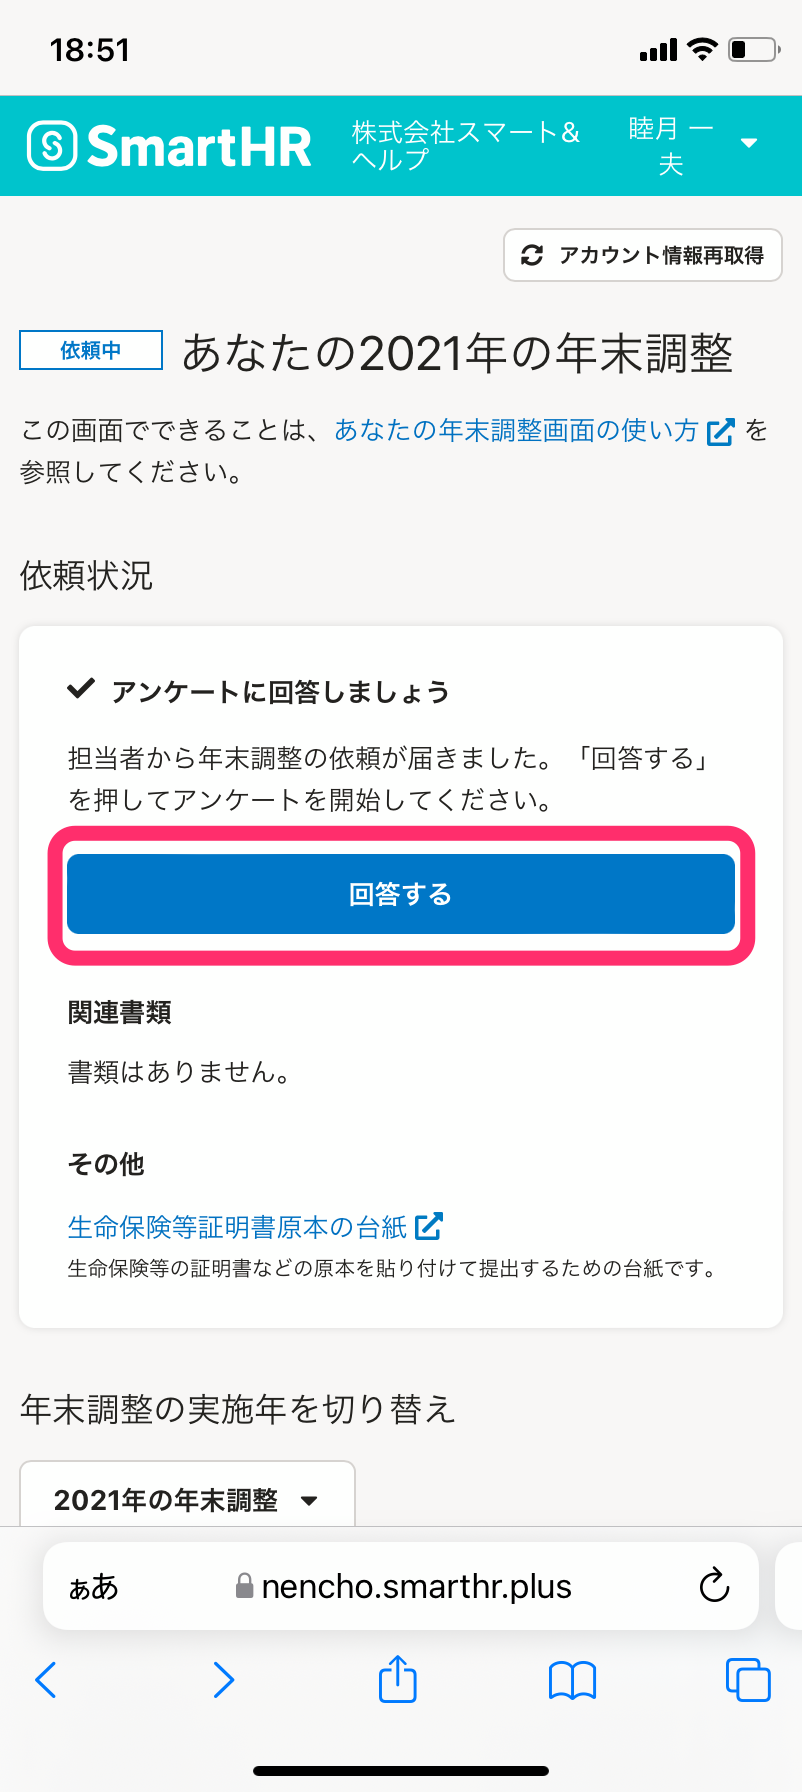 18:51
SmartHR
株式会社スマート&
ヘルプ
睦月 一
夫
アカウント情報再取得
依頼中
あなたの2021年の年末調整
この画面でできることは、あなたの年末調整画面の使い方 を
参照してください。
依頼状況
アンケートに回答しましょう
担当者から年末調整の依頼が届きました。「回答する」
を押してアンケートを開始してください。
回答する
関連書類
書類はありません。
その他
生命保険等証明書原本の台紙
生命保険等の証明書などの原本を貼り付けて提出するための台紙です。
年末調整の実施年を切り替え
2021年の年末調整
ぁあ
nencho.smarthr.plus